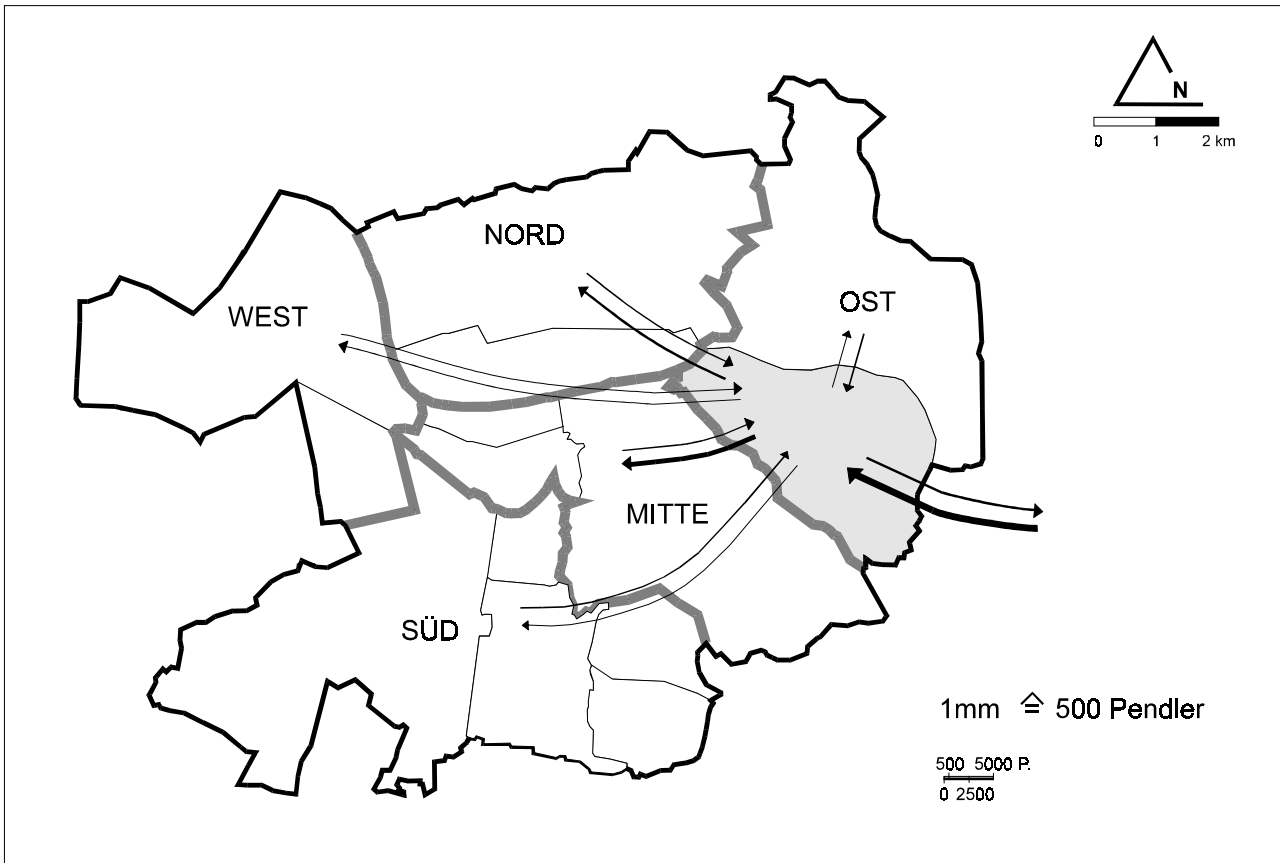 N
0 1 2 km
NORD
OST
WEST
MITTE
SÜD
1mm ≙ 500 Pendler
500 5000 P.
0 2500